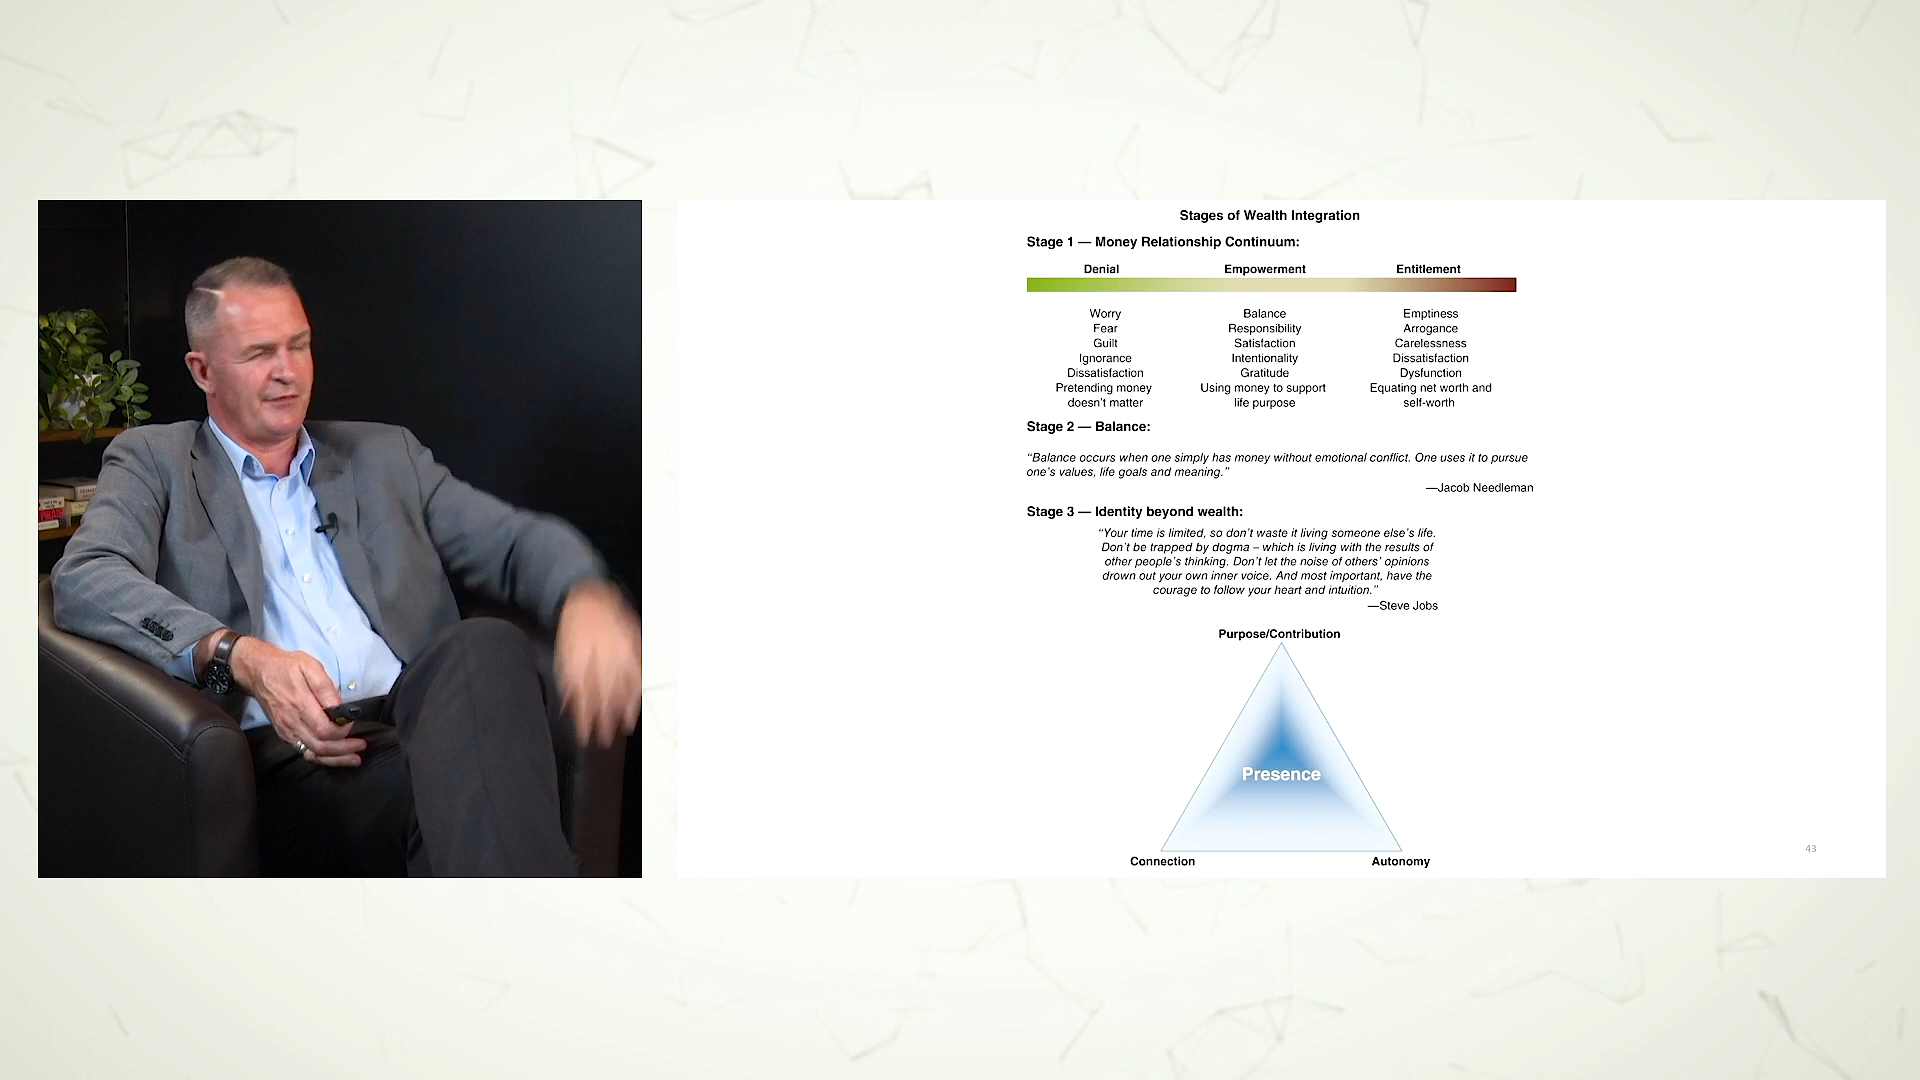 Stages of Wealth Integration
Stage 1 — Money Relationship Continuum:
Denial Empowerment Entitlement
Worry Balance Emptiness
Fear Responsibility Arrogance
Guilt Satisfaction Carelessness
Ignorance Intentionality Dissatisfaction
Dissatisfaction Gratitude Dysfunction
Pretending money Using money to support Equating net worth and
doesn’t matter life purpose self-worth
Stage 2 — Balance:
“Balance occurs when one simply has money without emotional conflict. One uses it to pursue
one’s values, life goals and meaning.”
—Jacob Needleman
Stage 3 — Identity beyond wealth:
“Your time is limited, so don’t waste it living someone else’s life.
Don’t be trapped by dogma – which is living with the results of
other people’s thinking. Don’t let the noise of others’ opinions
drown out your own inner voice. And most important, have the
courage to follow your heart and intuition.”
—Steve Jobs
Purpose/Contribution
Presence
Connection Autonomy
43